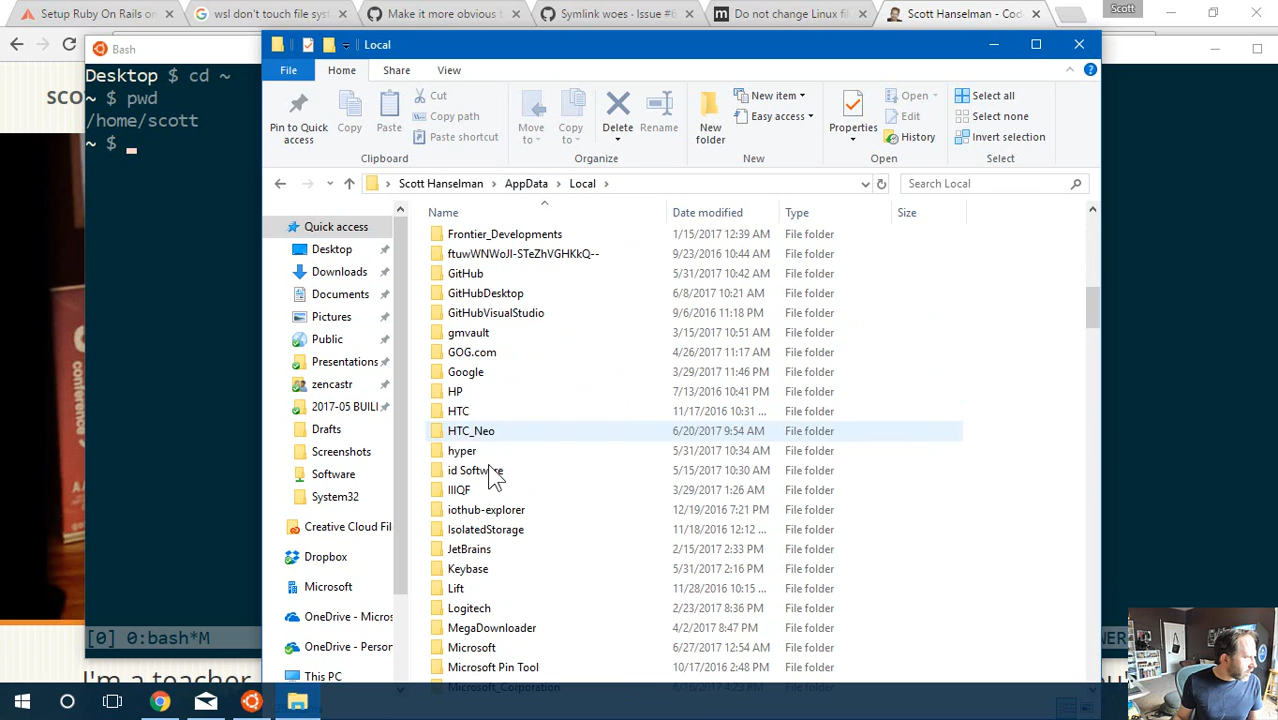 Setup Ruby On Rails on
wsl don't touch file sys
Make it more obvious t
Symlink woes - Issue #6
Do not change Linux fil
Scott Hanselman - Cod
Scott
Bash
Local
Desktop $ cd ~
~ $ pwd
/home/scott
~ $
SCO
File
Home
Share
View
Pin to Quick access
Copy
Paste
Cut
Copy path
Paste shortcut
Clipboard
Move to
Copy to
Delete
Rename
Organize
New folder
New item
Easy access
New
Properties
Open
Edit
History
Open
Select all
Select none
Invert selection
Select
Scott Hanselman > AppData > Local >
Search Local
Quick access
Desktop
Downloads
Documents
Pictures
Public
Presentations
zencastr
2017-05 BUILI
Drafts
Screenshots
Software
System32
Creative Cloud Fil
Dropbox
Microsoft
OneDrive - Micros
OneDrive - Person
This PC
Name Date modified Type Size
Frontier_Developments 1/15/2017 12:39 AM File folder
ftuwWNWoJI-STeZhVGHKkQ-- 9/23/2016 10:44 AM File folder
GitHub 5/31/2017 10:42 AM File folder
GitHubDesktop 6/8/2017 10:21 AM File folder
GitHubVisualStudio 9/6/2016 11:18 PM File folder
gmvault 3/15/2017 10:51 AM File folder
GOG.com 4/26/2017 11:17 AM File folder
Google 3/29/2017 11:46 PM File folder
HP 7/13/2016 10:41 PM File folder
HTC 11/17/2016 10:31 ... File folder
HTC_Neo 6/20/2017 9:54 AM File folder
hyper 5/31/2017 10:34 AM File folder
id Software 5/15/2017 10:30 AM File folder
IIIQF 3/29/2017 1:26 AM File folder
iothub-explorer 12/19/2016 7:21 PM File folder
IsolatedStorage 11/18/2016 12:12 ... File folder
JetBrains 2/15/2017 2:33 PM File folder
Keybase 5/31/2017 2:16 PM File folder
Lift 11/28/2016 10:15 ... File folder
Logitech 2/23/2017 8:36 PM File folder
MegaDownloader 4/2/2017 8:47 PM File folder
Microsoft 6/27/2017 12:54 AM File folder
Microsoft Pin Tool 10/17/2016 2:48 PM File folder
Microsoft_Corporation 6/16/2017 4:23 PM File folder
[0] 0:bash*M
I'm a teacher